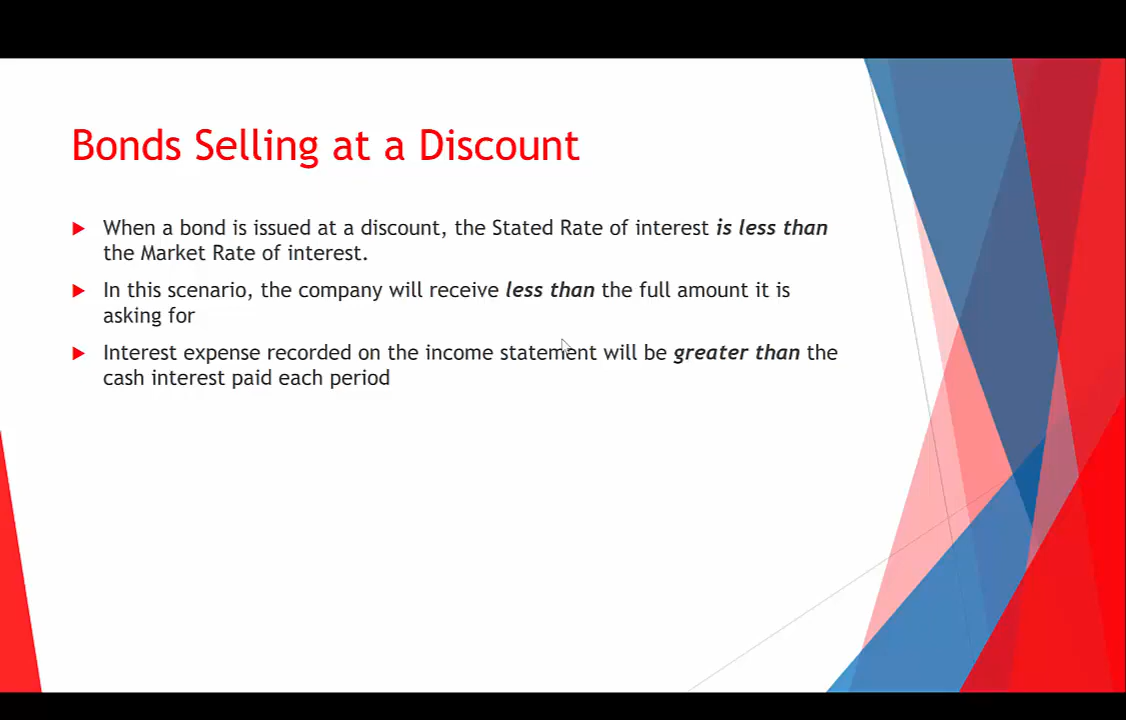 Bonds Selling at a Discount
When a bond is issued at a discount, the Stated Rate of interest is less than
the Market Rate of interest.
In this scenario, the company will receive less than the full amount it is
asking for
Interest expense recorded on the income statement will be greater than the
cash interest paid each period